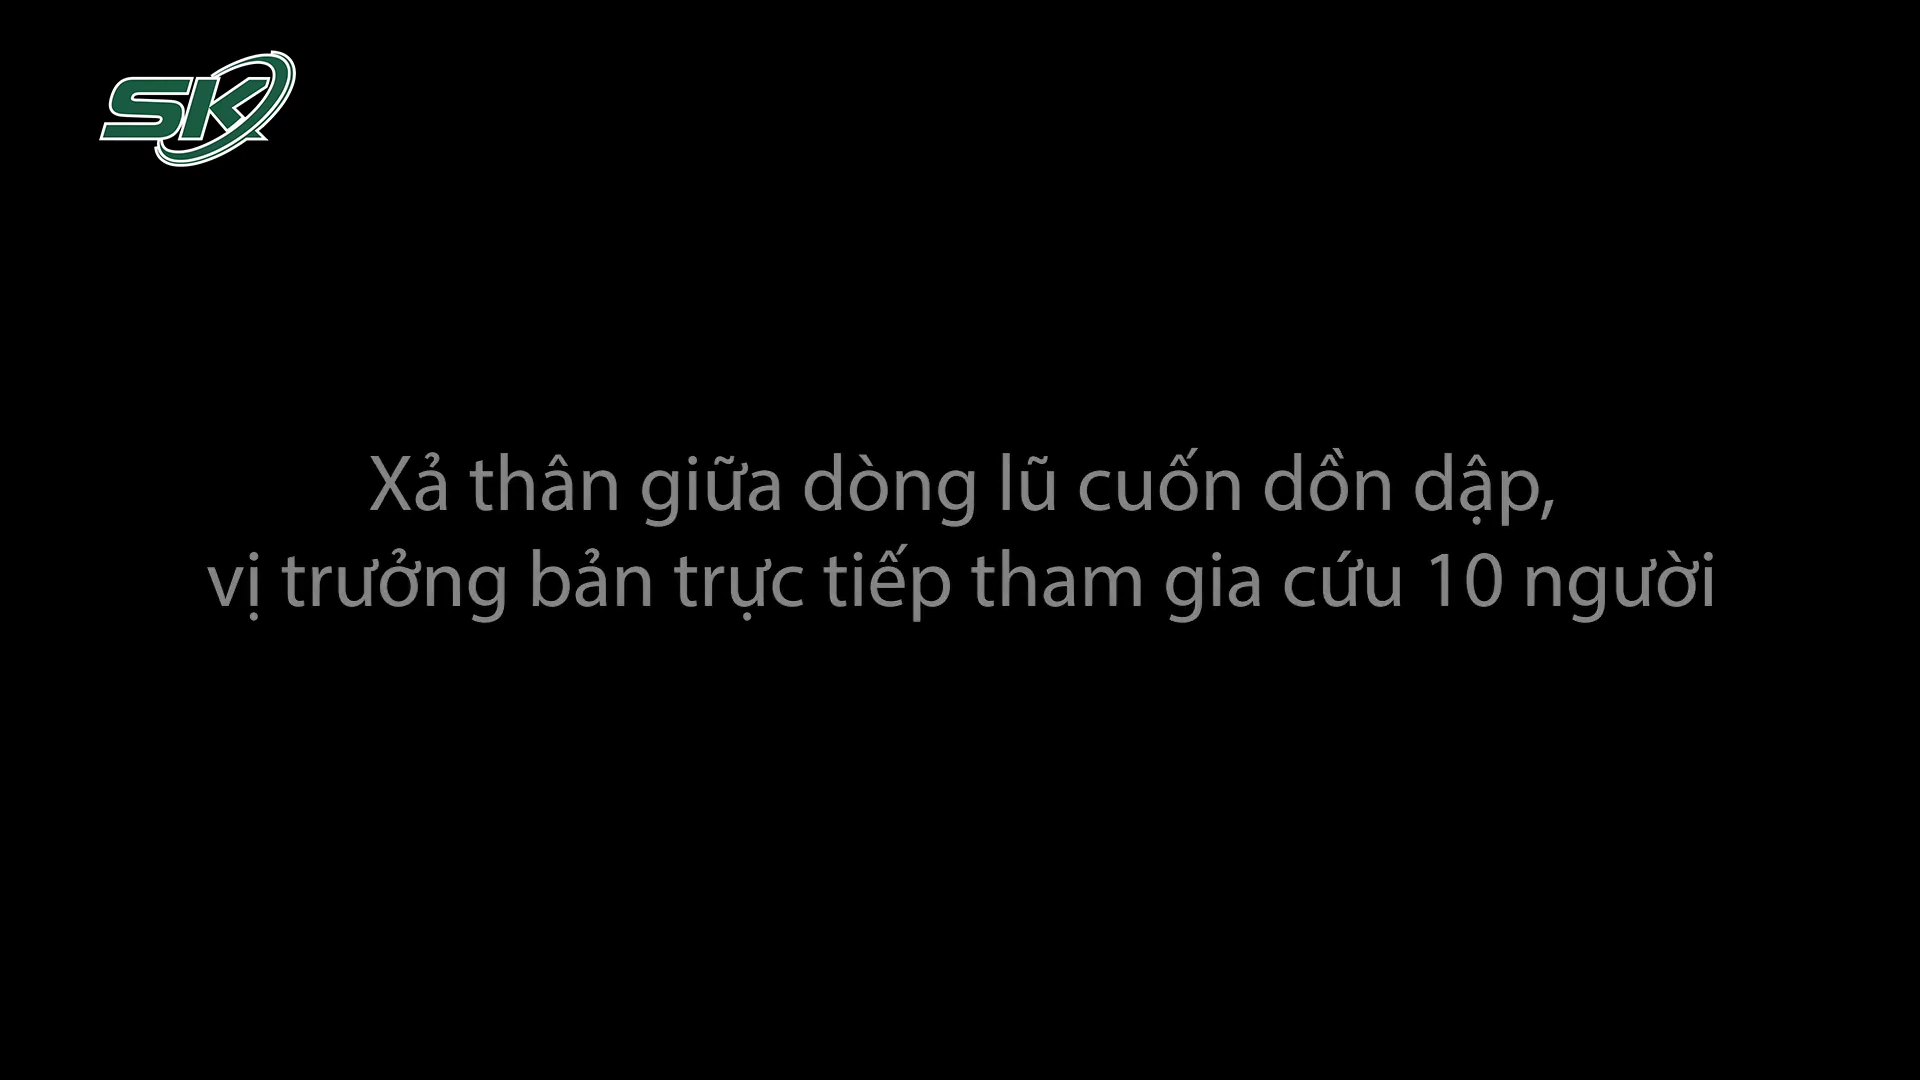 SK
Xả thân giữa dòng lũ cuốn dồn dập,
vị trưởng bản trực tiếp tham gia cứu 10 người